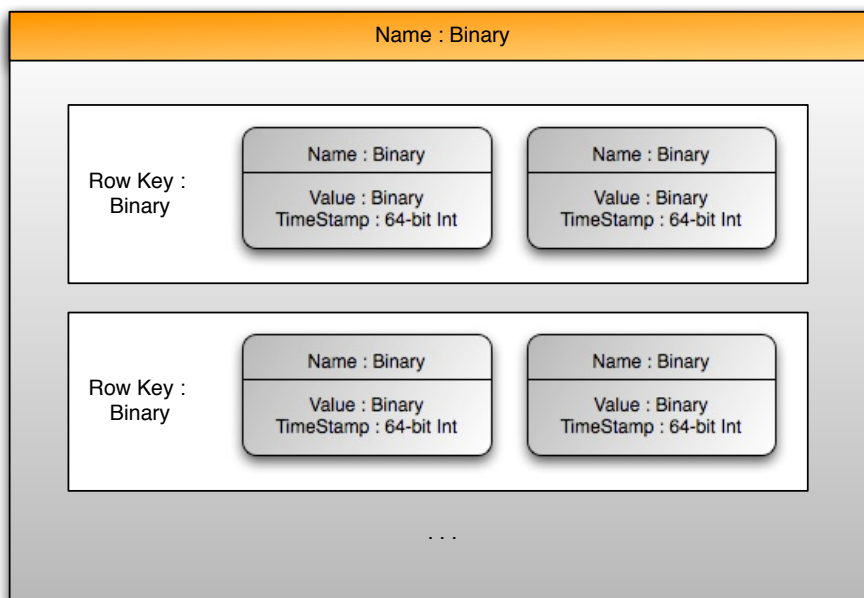 Name : Binary
Row Key :
Binary
Name : Binary
Value : Binary
TimeStamp : 64-bit Int
Name : Binary
Value : Binary
TimeStamp : 64-bit Int
Row Key :
Binary
Name : Binary
Value : Binary
TimeStamp : 64-bit Int
Name : Binary
Value : Binary
TimeStamp : 64-bit Int
. . .